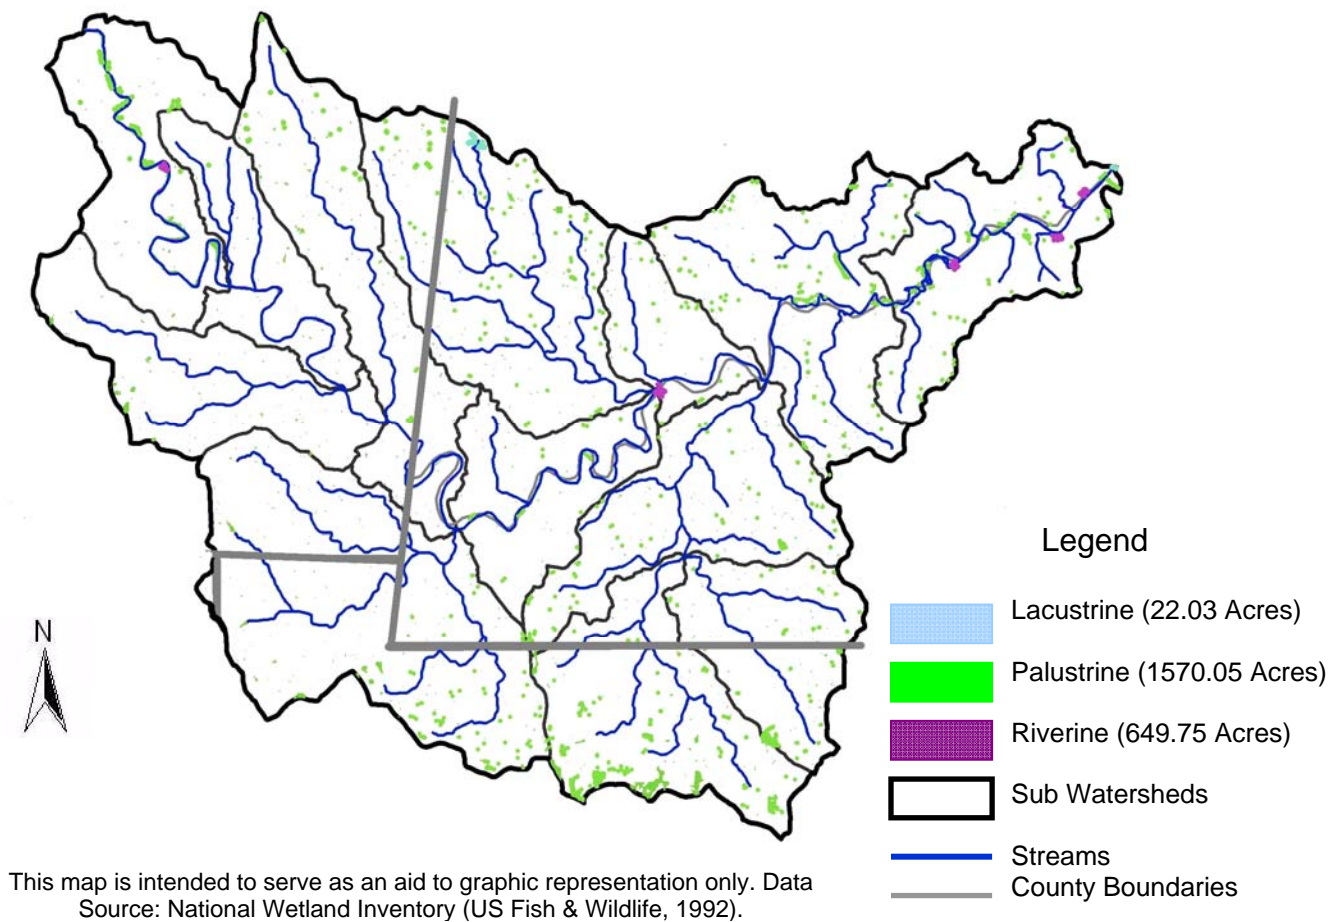 N
Legend
Lacustrine (22.03 Acres)
Palustrine (1570.05 Acres)
Riverine (649.75 Acres)
Sub Watersheds
Streams
County Boundaries
This map is intended to serve as an aid to graphic representation only. Data
Source: National Wetland Inventory (US Fish & Wildlife, 1992).